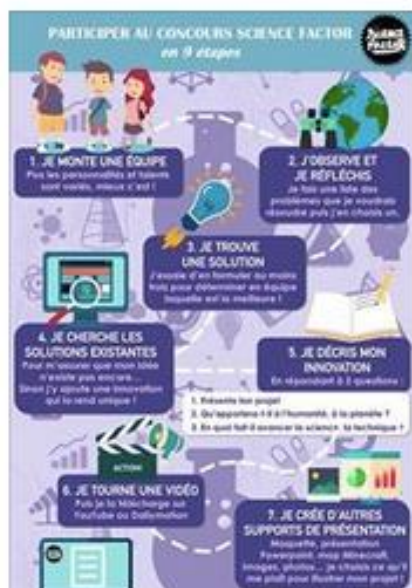 PARTICIPER AU CONCOURS SCIENCE FACTOR
en 9 étapes
SCIENCE
FACTOR
1. JE MONTE UNE ÉQUIPE
Plus les personnalités et talents
sont variés, mieux c'est !
2. J'OBSERVE ET
JE RÉFLÉCHIS
Je fais une liste des
problèmes que je voudrais
résoudre puis j'en choisis un.
3. JE TROUVE
UNE SOLUTION
J'essaie d'en formuler au moins
trois pour déterminer en équipe
laquelle est la meilleure !
4. JE CHERCHE LES
SOLUTIONS EXISTANTES
Pour m'assurer que mon idée
n'existe pas encore...
Sinon j'y ajoute une innovation
qui la rend unique !
5. JE DÉCRIS MON
INNOVATION
En répondant à 3 questions
1. Présente ton projet
2. Qu'apportera-t-il à l'humanité, à la planète ?
3. En quoi fait-il avancer la science, la technique ?
ACTION
6. JE TOURNE UNE VIDÉO
Puis je la télécharge sur
YouTube ou Dailymotion
7. JE CRÉE D'AUTRES
SUPPORTS DE PRÉSENTATION
Maquette, présentation
Powerpoint, map Minecraft,
images, photos... je choisis ce qu'il
me plaît pour illustrer mon projet